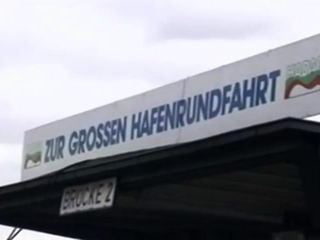 ZUR GROSSEN HAFENRUNDFAHRT
BRÜCKE 2